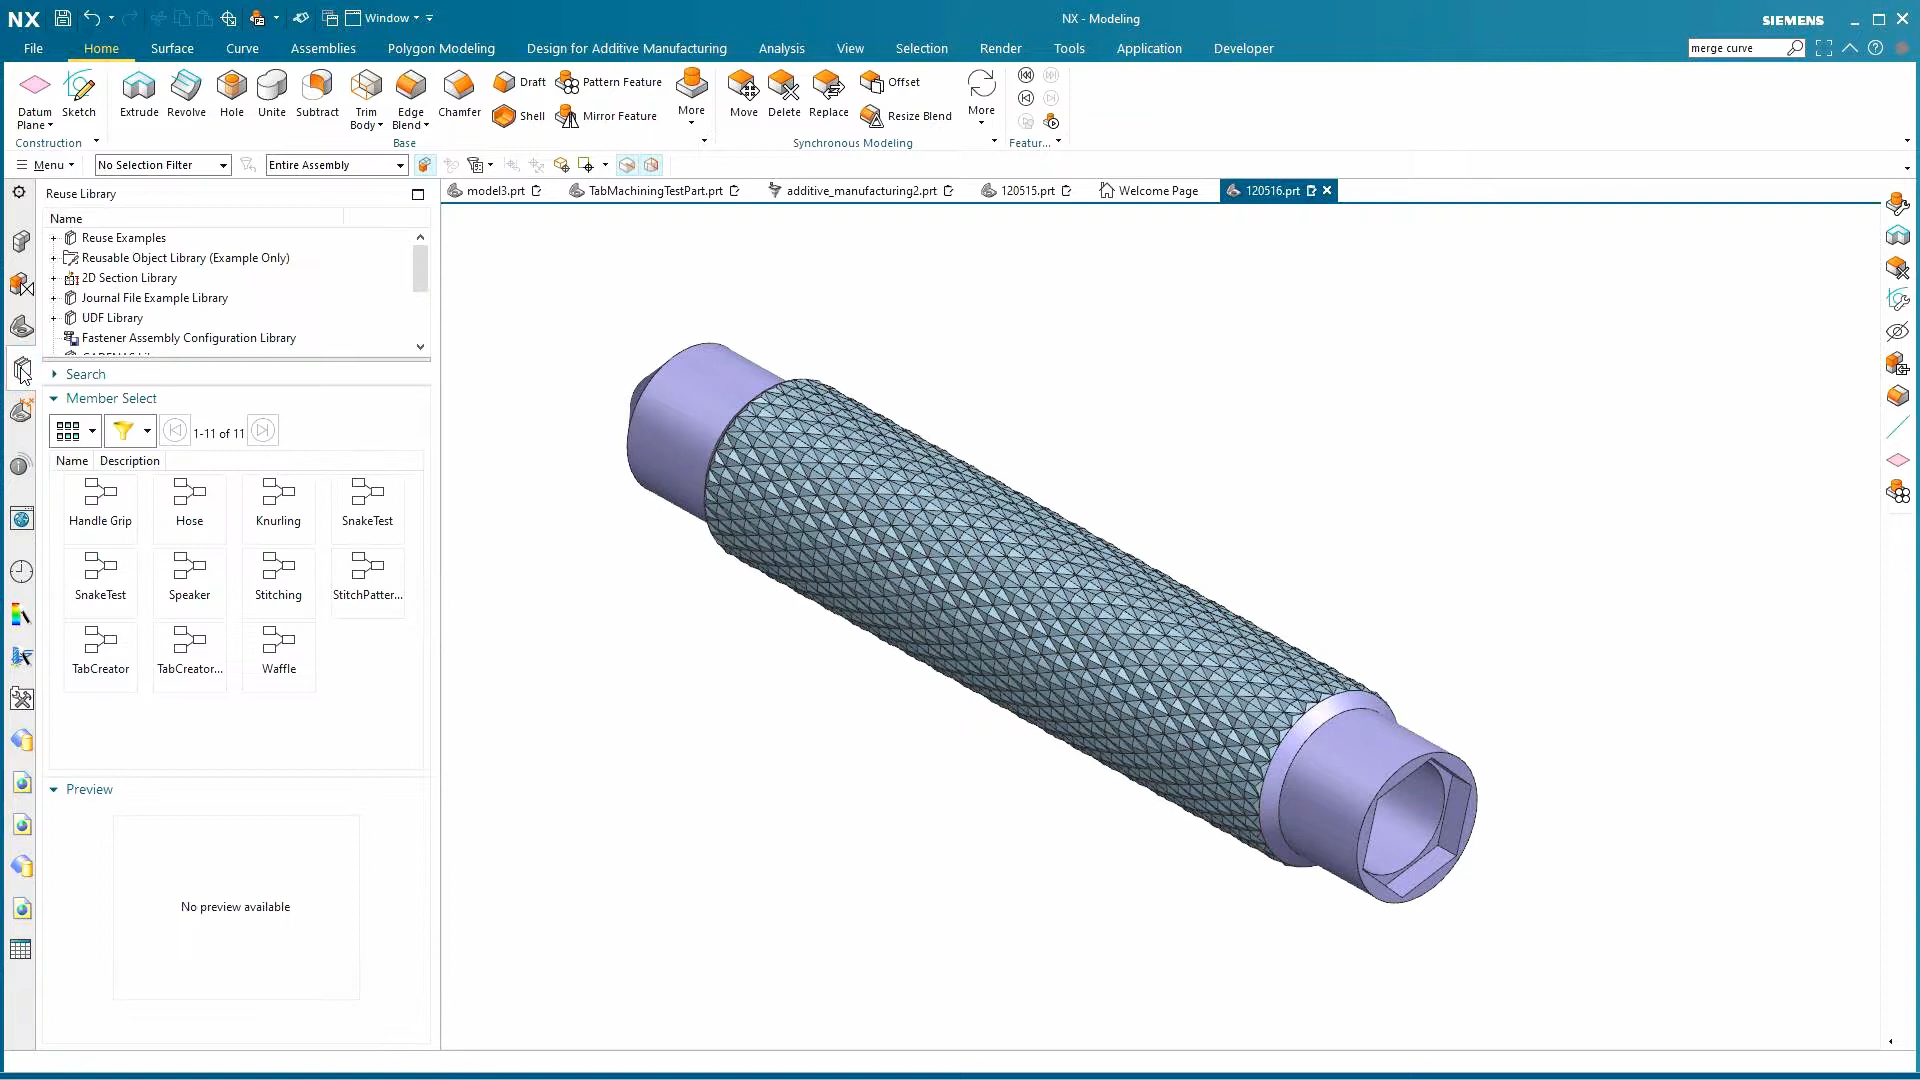 NX Window NX - Modeling SIEMENS
File Home Surface Curve Assemblies Polygon Modeling Design for Additive Manufacturing Analysis View Selection Render Tools Application Developer merge curve
Datum Plane
Sketch
Extrude
Revolve
Hole
Unite
Subtract
Trim Body
Edge Blend
Chamfer
Draft
Shell
Pattern Feature
Mirror Feature
More
Move
Delete
Replace
Offset
Resize Blend
More
Construction Base Synchronous Modeling Featur...
Menu No Selection Filter Entire Assembly
Reuse Library
model3.prt TabMachiningTestPart.prt additive_manufacturing2.prt 120515.prt Welcome Page 120516.prt
Name
Reuse Examples
Reusable Object Library (Example Only)
2D Section Library
Journal File Example Library
UDF Library
Fastener Assembly Configuration Library
Search
Member Select
1-11 of 11
Name Description
Handle Grip Hose Knurling SnakeTest
SnakeTest Speaker Stitching StitchPatter...
TabCreator TabCreator... Waffle
Preview
No preview available